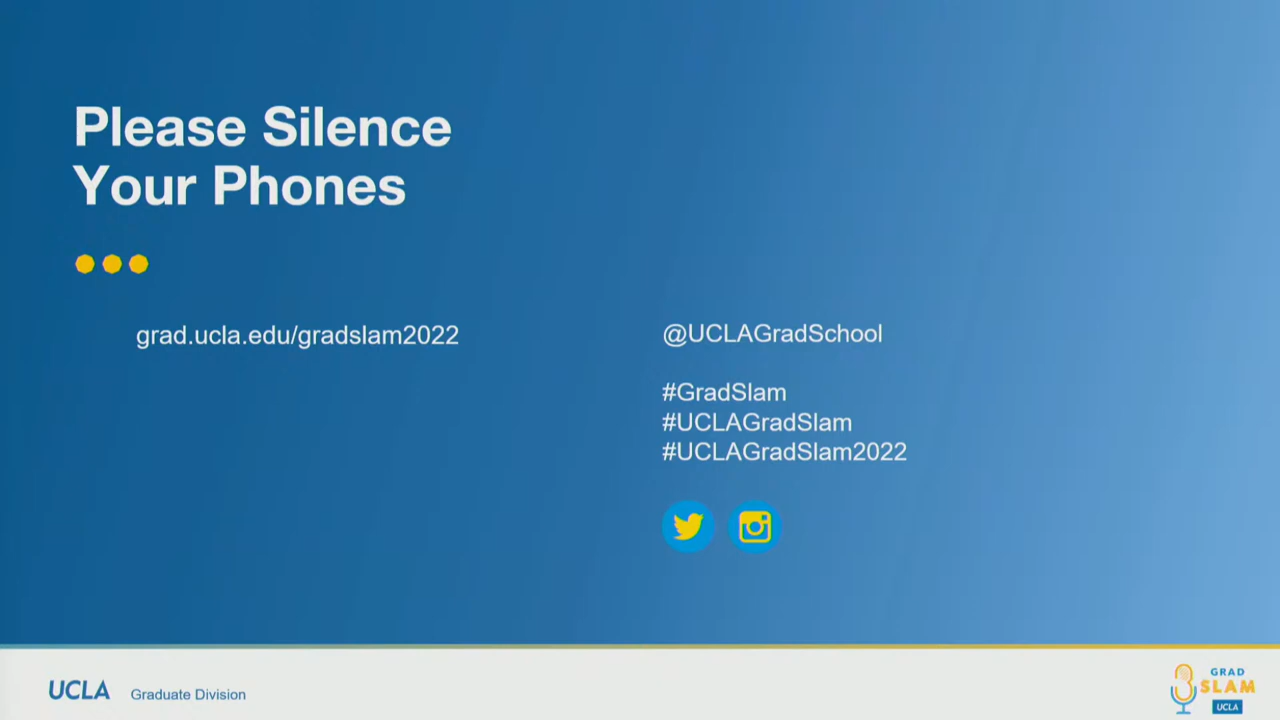 Please Silence
Your Phones
grad.ucla.edu/gradslam2022
@UCLAGradSchool
#GradSlam
#UCLAGradSlam
#UCLAGradSlam2022
UCLA Graduate Division
GRAD
SLAM
UCLA